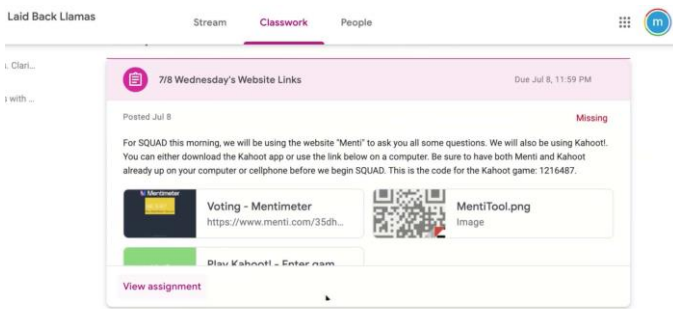 Laid Back Llamas
Stream Classwork People
m
. Clari...
s with ...
7/8 Wednesday's Website Links
Due Jul 8, 11:59 PM
Posted Jul 8
Missing
For SQUAD this morning, we will be using the website "Menti" to ask you all some questions. We will also be using Kahoot!.
You can either download the Kahoot app or use the link below on a computer. Be sure to have both Menti and Kahoot
already up on your computer or cellphone before we begin SQUAD. This is the code for the Kahoot game: 1216487.
Mentimeter
Voting - Mentimeter
https://www.menti.com/35dh...
MentiTool.png
Image
Play Kahoot! - Enter gam
View assignment